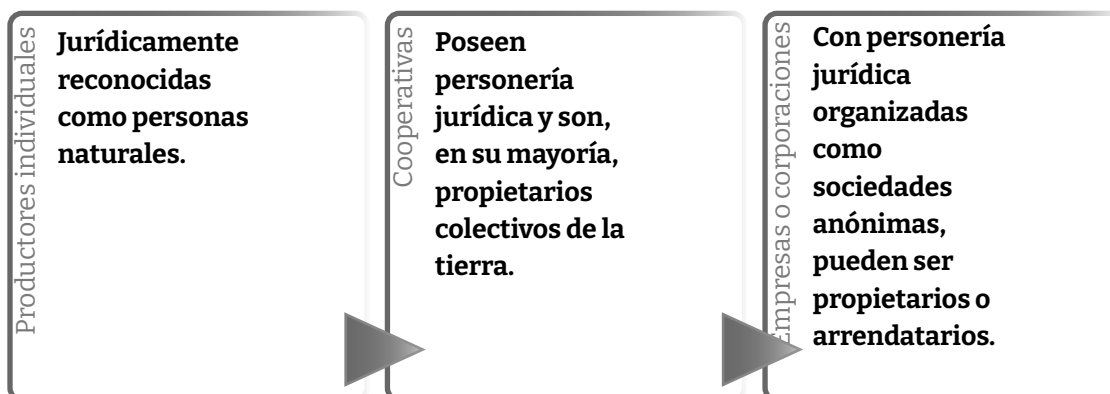 Productores individuales
Jurídicamente
reconocidas
como personas
naturales.
Cooperativas
Poseen
personería
jurídica y son,
en su mayoría,
propietarios
colectivos de la
tierra.
Empresas o corporaciones
Con personería
jurídica
organizadas
como
sociedades
anónimas,
pueden ser
propietarios o
arrendatarios.